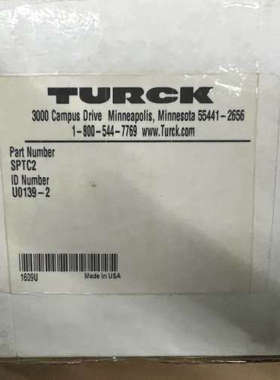 TURCK
3000 Campus Drive Minneapolis, Minnesota 55441-2656
1-800-544-7769 www.Turck.com
Part Number
SPTC2
ID Number
U0139-2
1609U
Made in USA